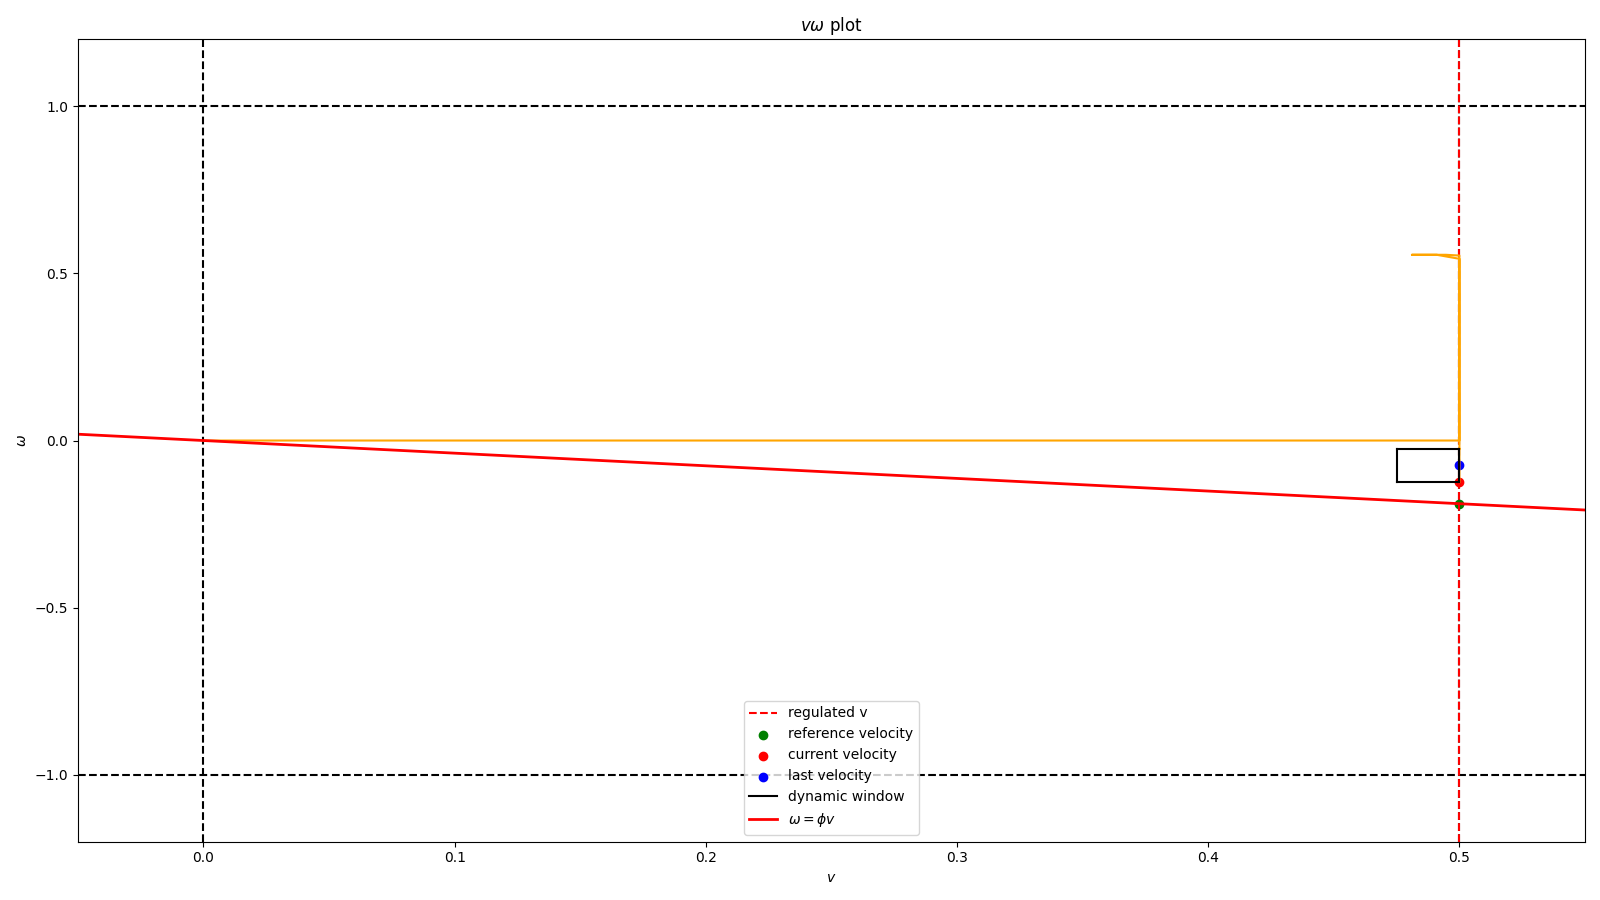 vω plot
1.0
0.5
0.0
−0.5
−1.0
ω
0.0 0.1 0.2 0.3 0.4 0.5
v
regulated v
reference velocity
current velocity
last velocity
dynamic window
ω = ϕv